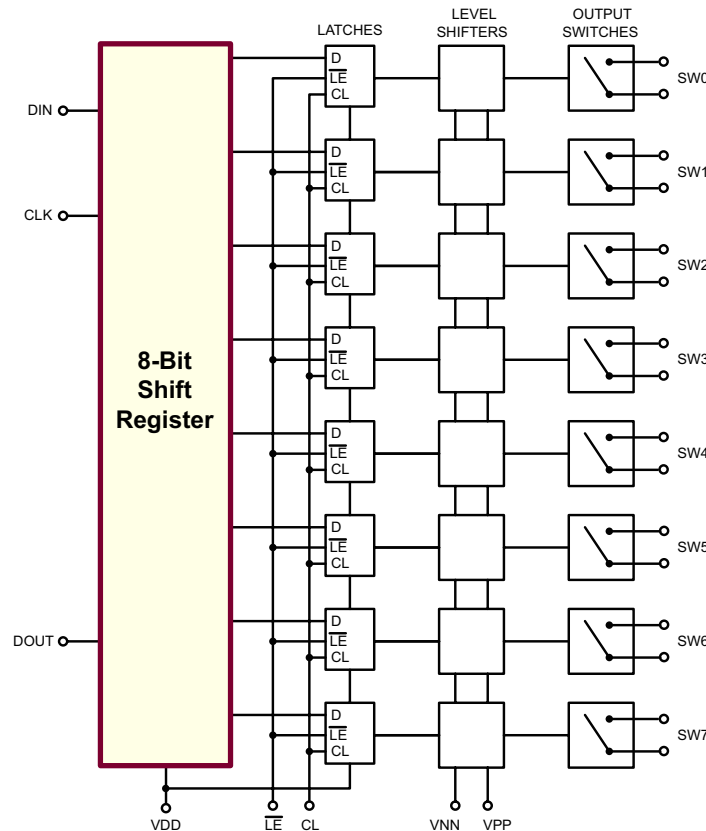 LATCHES
LEVEL
SHIFTERS
OUTPUT
SWITCHES
DIN
CLK
DOUT
8-Bit
Shift
Register
D
LE
CL
SW0
D
LE
CL
SW1
D
LE
CL
SW2
D
LE
CL
SW3
D
LE
CL
SW4
D
LE
CL
SW5
D
LE
CL
SW6
D
LE
CL
SW7
VDD
LE
CL
VNN
VPP